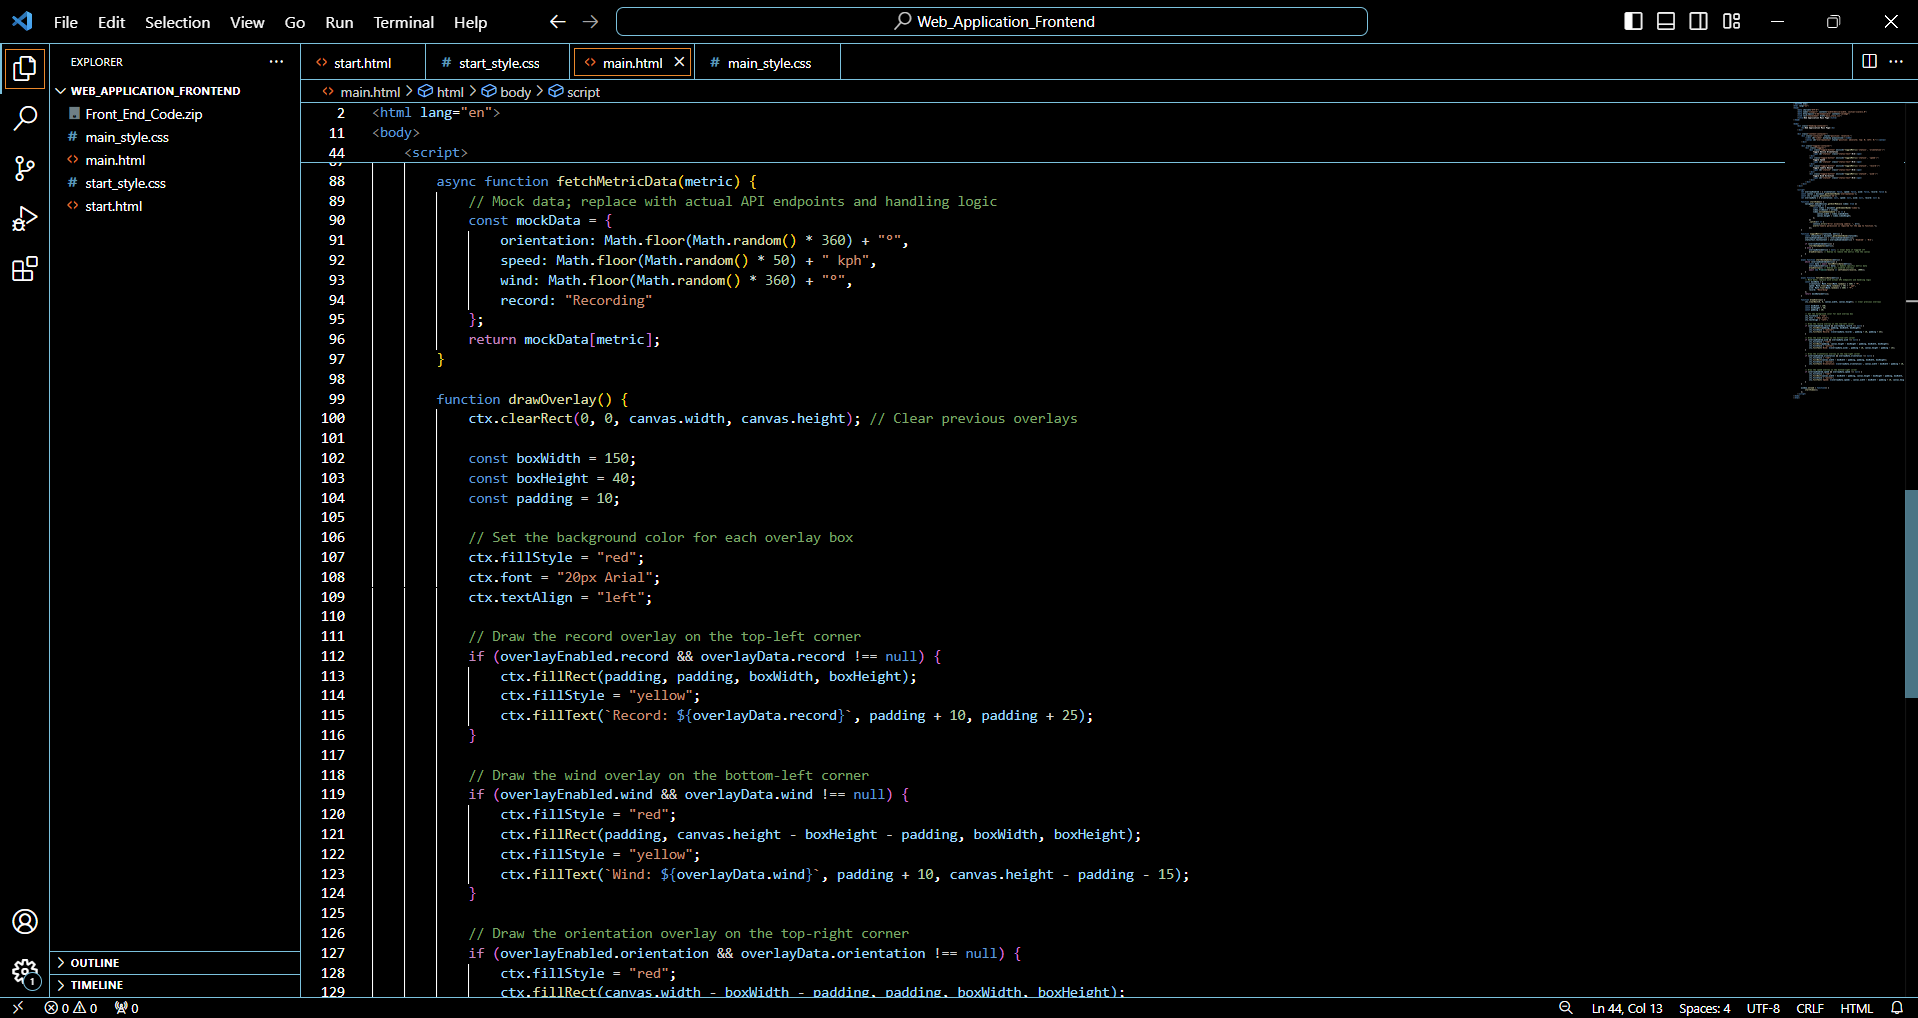 File Edit Selection View Go Run Terminal Help
Web_Application_Frontend
EXPLORER
WEB_APPLICATION_FRONTEND
Front_End_Code.zip
# main_style.css
<> main.html
# start_style.css
<> start.html
OUTLINE
TIMELINE
<> start.html
# start_style.css
<> main.html
# main_style.css
<> main.html > html > body > script
2 <html lang="en">
11 <body>
44 <script>
88 async function fetchMetricData(metric) {
89 // Mock data; replace with actual API endpoints and handling logic
90 const mockData = {
91 orientation: Math.floor(Math.random() * 360) + "°",
92 speed: Math.floor(Math.random() * 50) + " kph",
93 wind: Math.floor(Math.random() * 360) + "°",
94 record: "Recording"
95 };
96 return mockData[metric];
97 }
98
99 function drawOverlay() {
100 ctx.clearRect(0, 0, canvas.width, canvas.height); // Clear previous overlays
101
102 const boxWidth = 150;
103 const boxHeight = 40;
104 const padding = 10;
105
106 // Set the background color for each overlay box
107 ctx.fillStyle = "red";
108 ctx.font = "20px Arial";
109 ctx.textAlign = "left";
110
111 // Draw the record overlay on the top-left corner
112 if (overlayEnabled.record && overlayData.record !== null) {
113 ctx.fillRect(padding, padding, boxWidth, boxHeight);
114 ctx.fillStyle = "yellow";
115 ctx.fillText(`Record: ${overlayData.record}`, padding + 10, padding + 25);
116 }
117
118 // Draw the wind overlay on the bottom-left corner
119 if (overlayEnabled.wind && overlayData.wind !== null) {
120 ctx.fillStyle = "red";
121 ctx.fillRect(padding, canvas.height - boxHeight - padding, boxWidth, boxHeight);
122 ctx.fillStyle = "yellow";
123 ctx.fillText(`Wind: ${overlayData.wind}`, padding + 10, canvas.height - padding - 15);
124 }
125
126 // Draw the orientation overlay on the top-right corner
127 if (overlayEnabled.orientation && overlayData.orientation !== null) {
128 ctx.fillStyle = "red";
129 ctx.fillRect(canvas.width - boxWidth - padding, padding, boxWidth, boxHeight);
1
0 0 0
Ln 44, Col 13 Spaces: 4 UTF-8 CRLF HTML